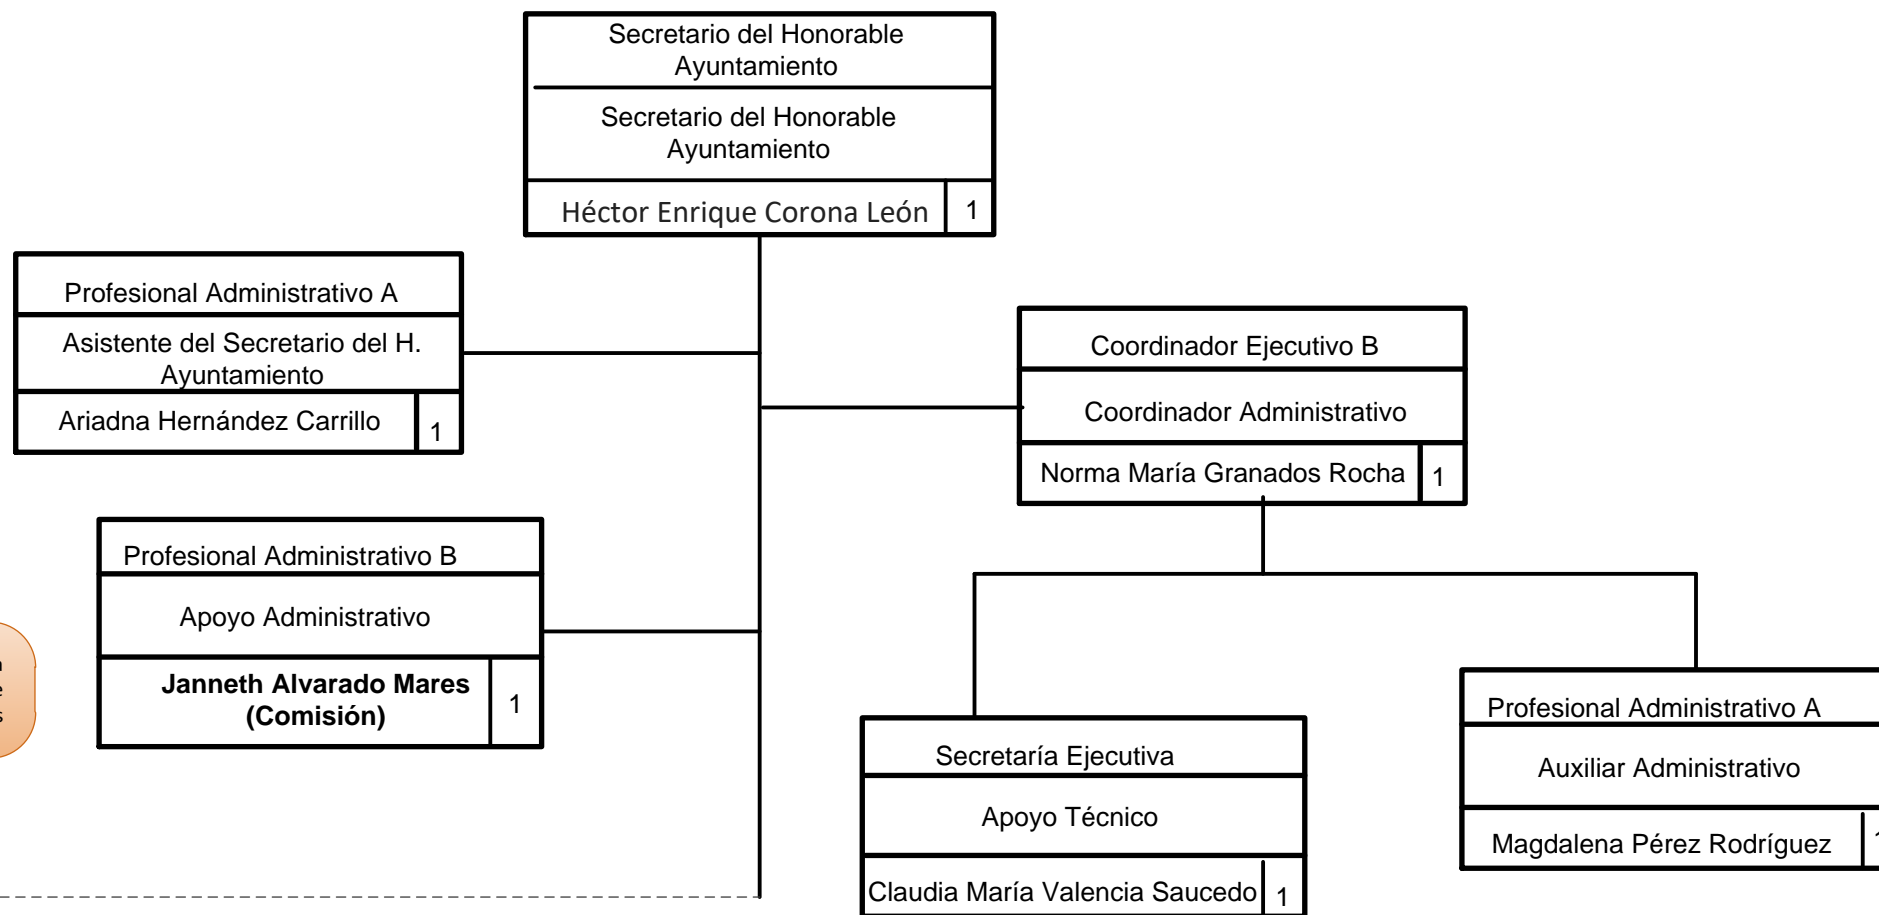 Secretario del Honorable
Ayuntamiento
Secretario del Honorable
Ayuntamiento
Héctor Enrique Corona León 1
Profesional Administrativo A
Asistente del Secretario del H.
Ayuntamiento
Ariadna Hernández Carrillo 1
Coordinador Ejecutivo B
Coordinador Administrativo
Norma María Granados Rocha 1
Profesional Administrativo B
Apoyo Administrativo
Janneth Alvarado Mares
(Comisión) 1
Secretaría Ejecutiva
Apoyo Técnico
Claudia María Valencia Saucedo 1
Profesional Administrativo A
Auxiliar Administrativo
Magdalena Pérez Rodríguez